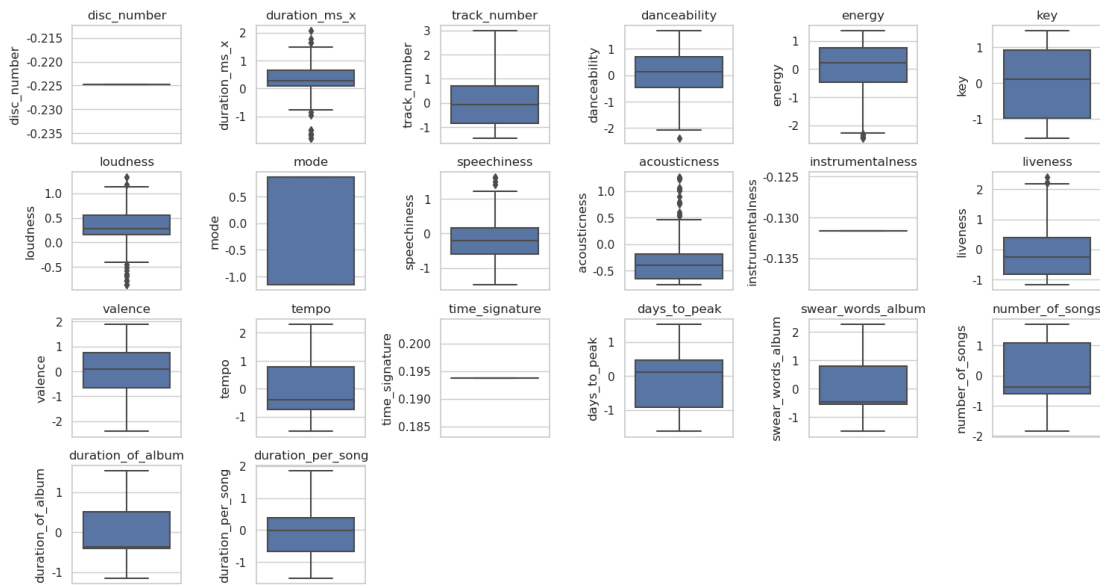 disc_number duration_ms_x track_number danceability energy key
disc_number -0.215 -0.220 -0.225 -0.230 -0.235
duration_ms_x 2 1 0 -1
track_number 3 2 1 0 -1
danceability 1 0 -1 -2
energy 1 0 -1 -2
key 1 0 -1
loudness mode speechiness acousticness instrumentalness liveness
loudness 1.0 0.5 0.0 -0.5
mode 0.5 0.0 -0.5 -1.0
speechiness 1 0 -1
acousticness 1.0 0.5 0.0 -0.5
instrumentalness -0.125 -0.130 -0.135
liveness 2 1 0 -1
valence tempo time_signature days_to_peak swear_words_album number_of_songs
valence 2 1 0 -1 -2
tempo 2 1 0 -1
time_signature 0.200 0.195 0.190 0.185
days_to_peak 1 0 -1
swear_words_album 2 1 0 -1
number_of_songs 1 0 -1 -2
duration_of_album duration_per_song
duration_of_album 1 0 -1
duration_per_song 2 1 0 -1